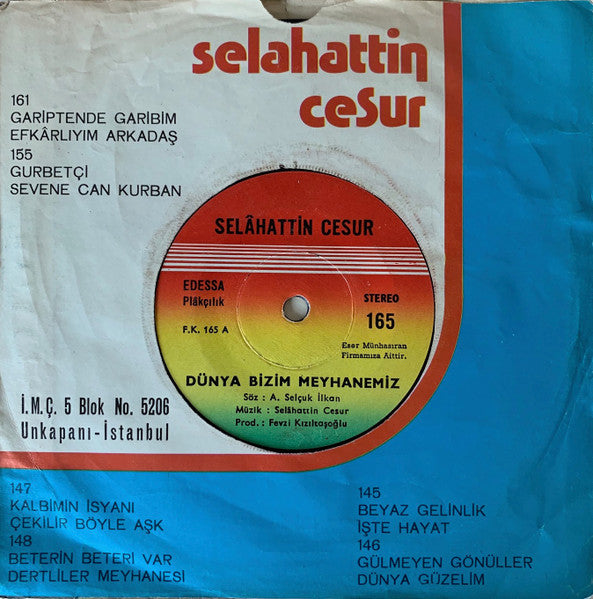 selahattin
cesur
161
GARİPTENDE GARİBİM
EFKÂRLIYIM ARKADAŞ
155
GURBETÇİ
SEVENE CAN KURBAN
SELÂHATTİN CESUR
EDESSA
Plâkçılık
F.K. 165 A
STEREO
165
Eser Münhasıran
Firmamıza Aittir.
DÜNYA BİZİM MEYHANEMİZ
Söz : A. Selçuk İlkan
Müzik : Selâhattin Cesur
Prod. : Fevzi Kızıltaşoğlu
İ.M.Ç. 5 Blok No. 5206
Unkapanı-İstanbul
147
KALBİMİN İSYANI
ÇEKİLİR BÖYLE AŞK
148
BETERİN BETERİ VAR
DERTLİLER MEYHANESİ
145
BEYAZ GELİNLİK
İŞTE HAYAT
146
GÜLMEYEN GÖNÜLLER
DÜNYA GÜZELİM